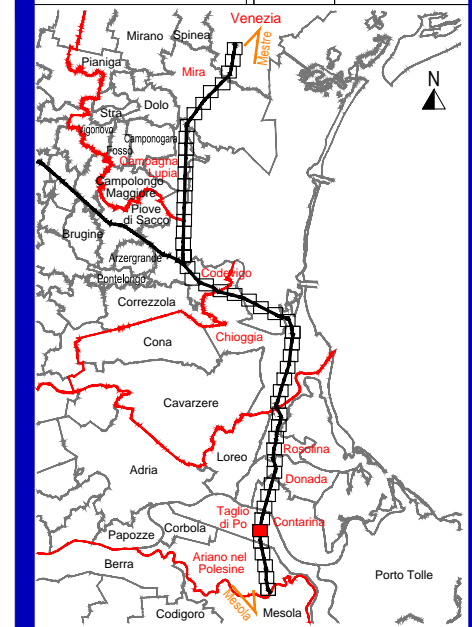 Venezia
Mirano
Spinea
Mestre
Pianiga
Mira
N
Dolo
Stra
Vigonovo
Camponogara
Fosso
Campagna
Lupia
Campolongo
Maggiore
Piove
di Sacco
Brugine
Arzergrande
Pontelongo
Codevigo
Correzzola
Chioggia
Cona
Cavarzere
Loreo
Rosolina
Adria
Donada
Taglio
di Po
Contarina
Corbola
Papozze
Ariano nel
Polesine
Berra
Porto Tolle
Mesola
Mesola
Codigoro